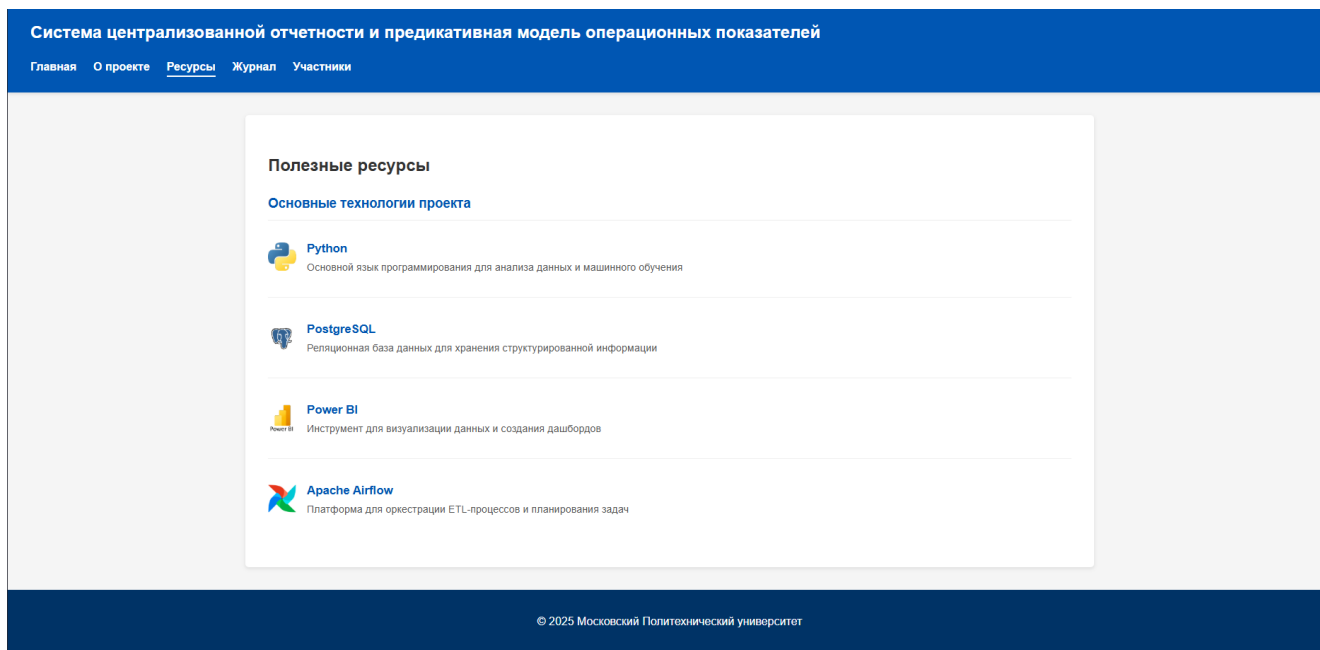 Система централизованной отчетности и предикативная модель операционных показателей
Главная О проекте Ресурсы Журнал Участники
Полезные ресурсы
Основные технологии проекта
Python
Основной язык программирования для анализа данных и машинного обучения
PostgreSQL
Реляционная база данных для хранения структурированной информации
Power BI
Power BI
Инструмент для визуализации данных и создания дашбордов
Apache Airflow
Платформа для оркестрации ETL-процессов и планирования задач
© 2025 Московский Политехнический университет